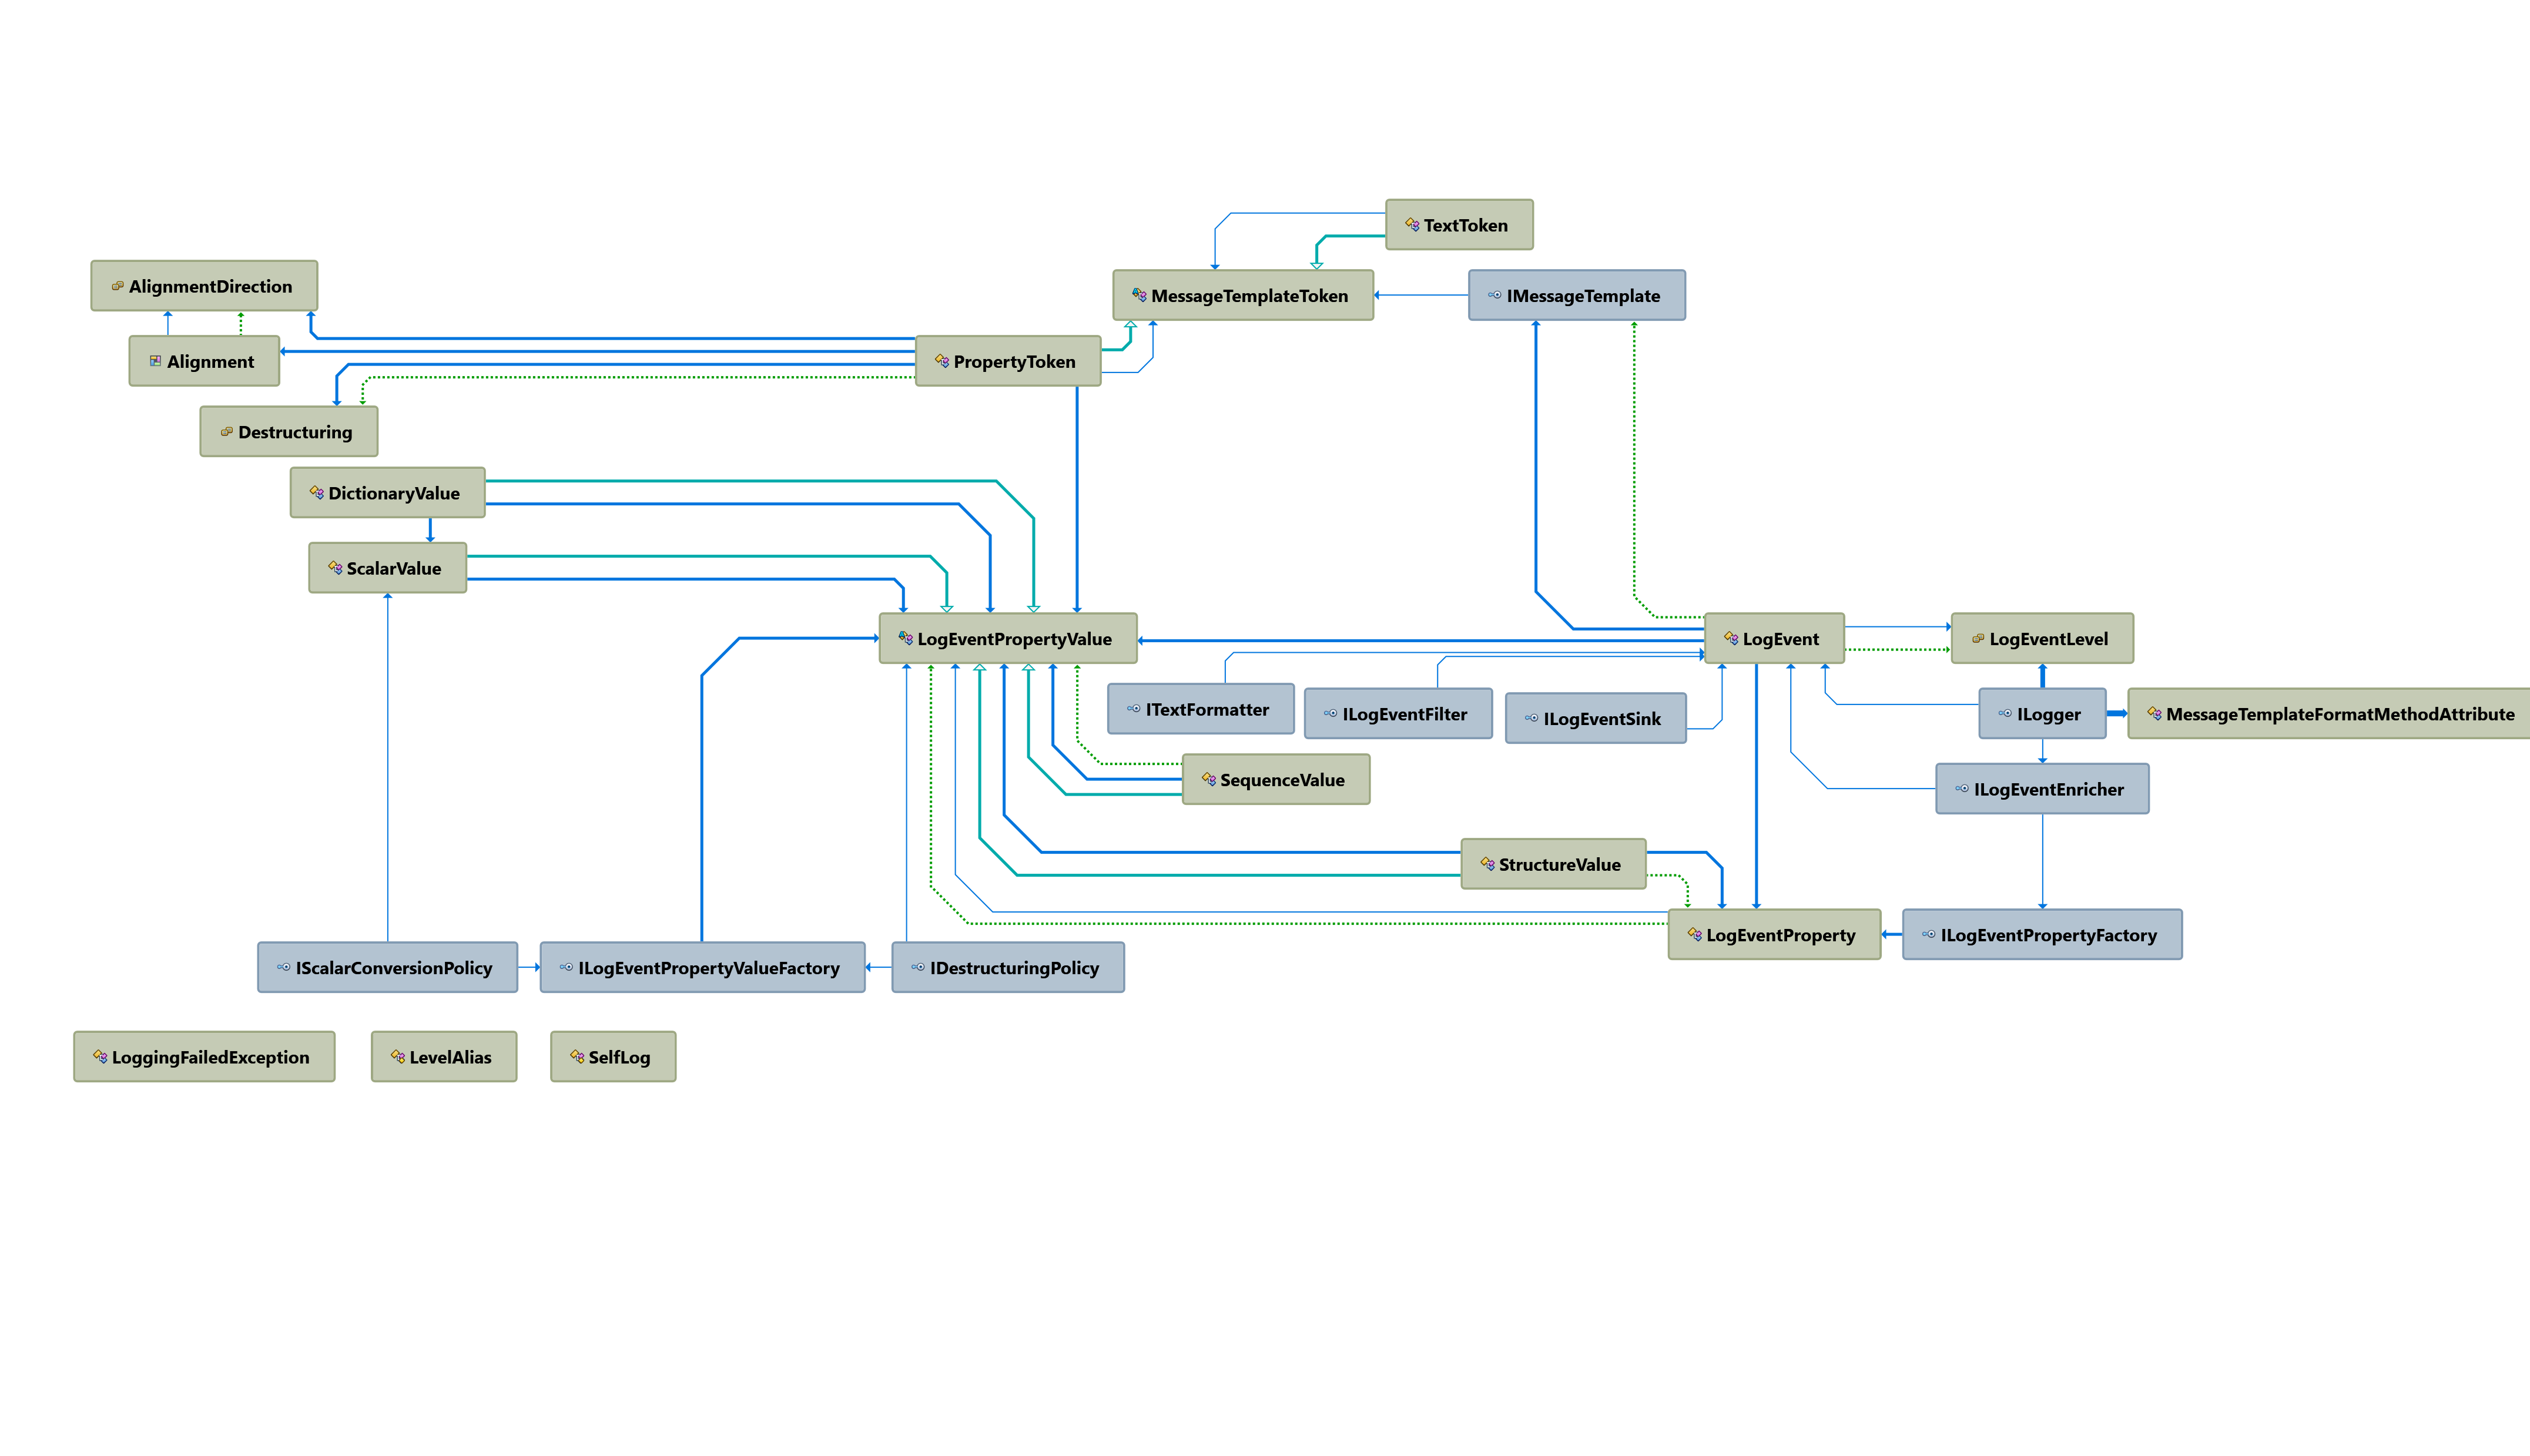 TextToken
AlignmentDirection
MessageTemplateToken
IMessageTemplate
Alignment
PropertyToken
Destructuring
DictionaryValue
ScalarValue
LogEventPropertyValue
LogEvent
LogEventLevel
ITextFormatter
ILogEventFilter
ILogEventSink
ILogger
MessageTemplateFormatMethodAttribute
SequenceValue
ILogEventEnricher
StructureValue
LogEventProperty
ILogEventPropertyFactory
IScalarConversionPolicy
ILogEventPropertyValueFactory
IDestructuringPolicy
LoggingFailedException
LevelAlias
SelfLog